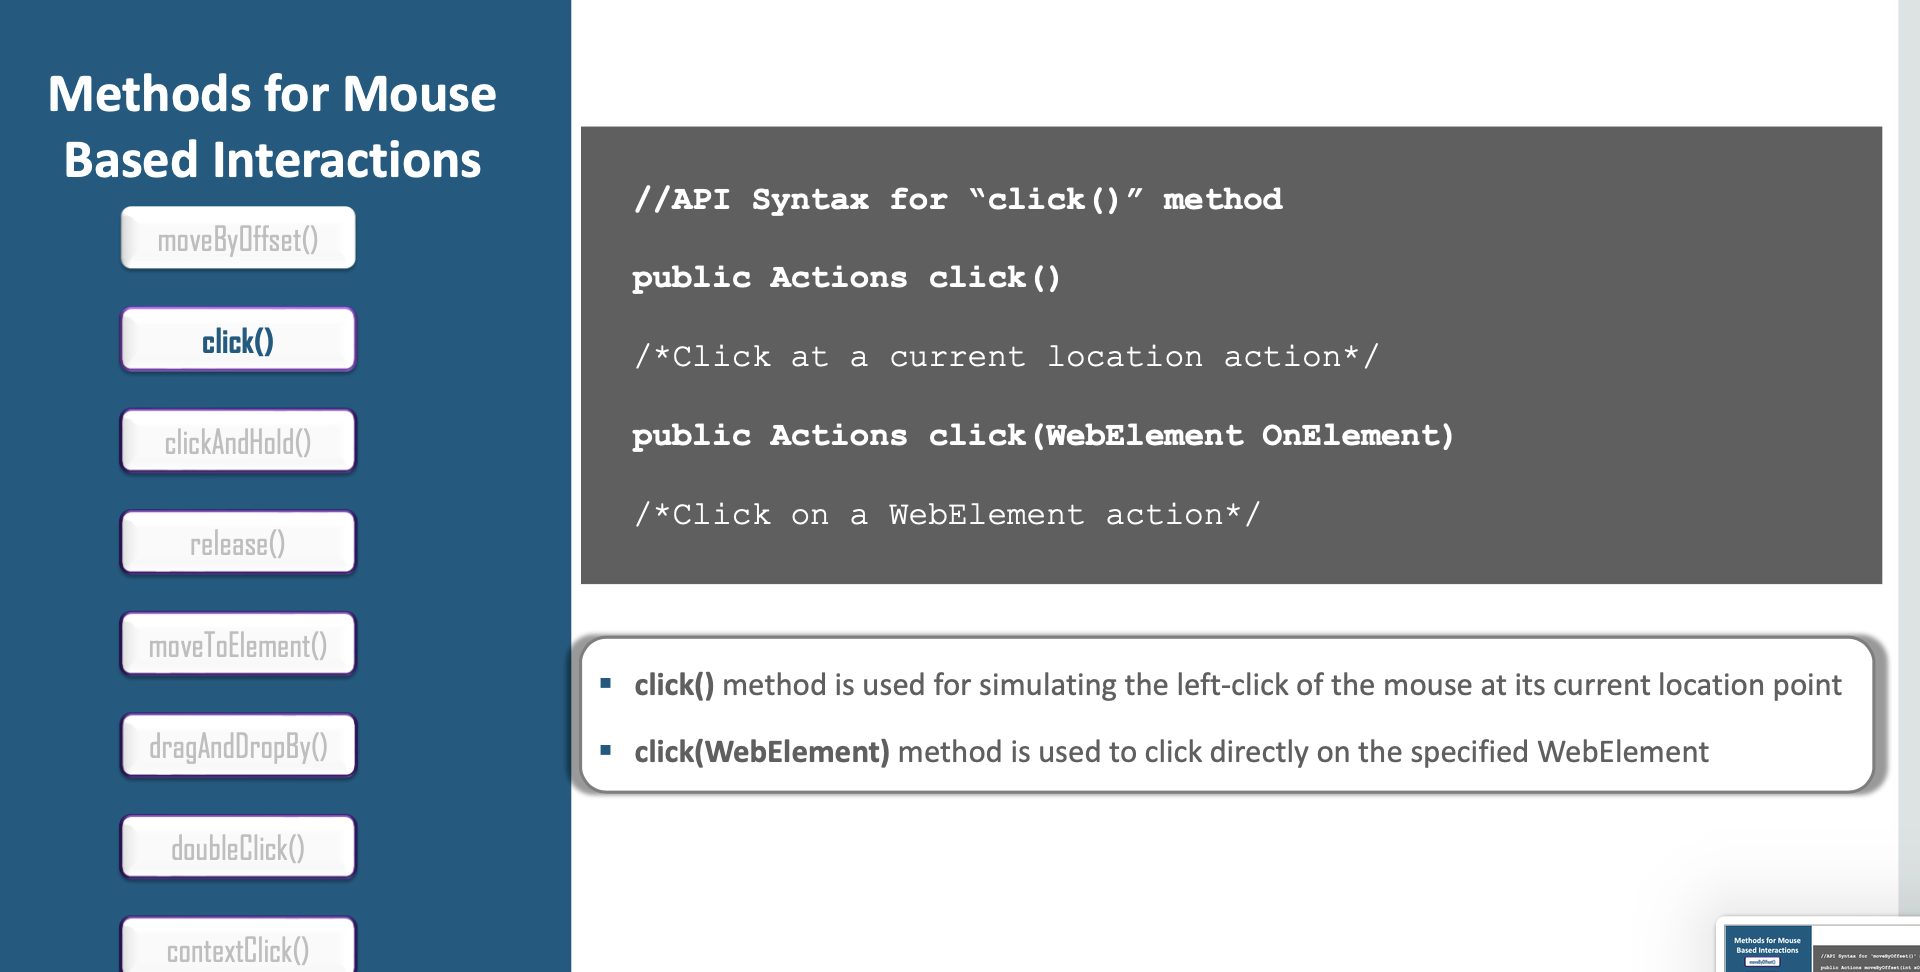 Methods for Mouse
Based Interactions
moveByOffset()
click()
clickAndHold()
release()
moveToElement()
dragAndDropBy()
doubleClick()
contextClick()
//API Syntax for “click()” method
public Actions click()
/*Click at a current location action*/
public Actions click(WebElement OnElement)
/*Click on a WebElement action*/
▪ click() method is used for simulating the left-click of the mouse at its current location point
▪ click(WebElement) method is used to click directly on the specified WebElement
Methods for Mouse
Based Interactions
moveByOffset()
//API Syntax for "moveByOffset()"
public Actions moveByOffset(int